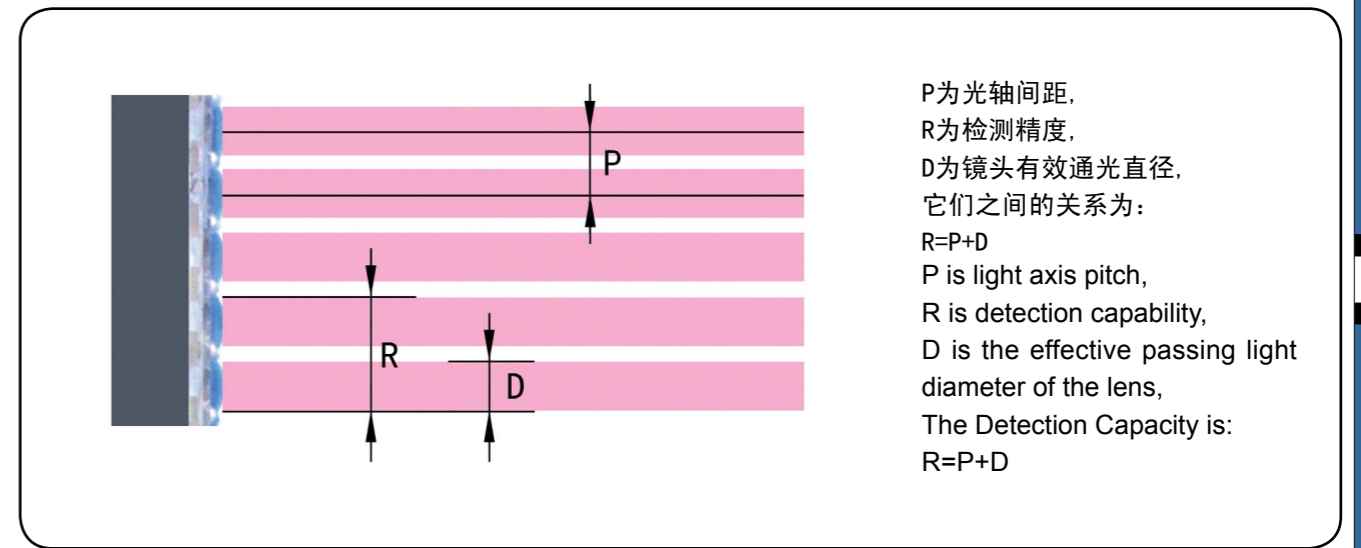 P
R
D
P为光轴间距,
R为检测精度,
D为镜头有效通光直径,
它们之间的关系为：
R=P+D
P is light axis pitch,
R is detection capability,
D is the effective passing light
diameter of the lens,
The Detection Capacity is:
R=P+D